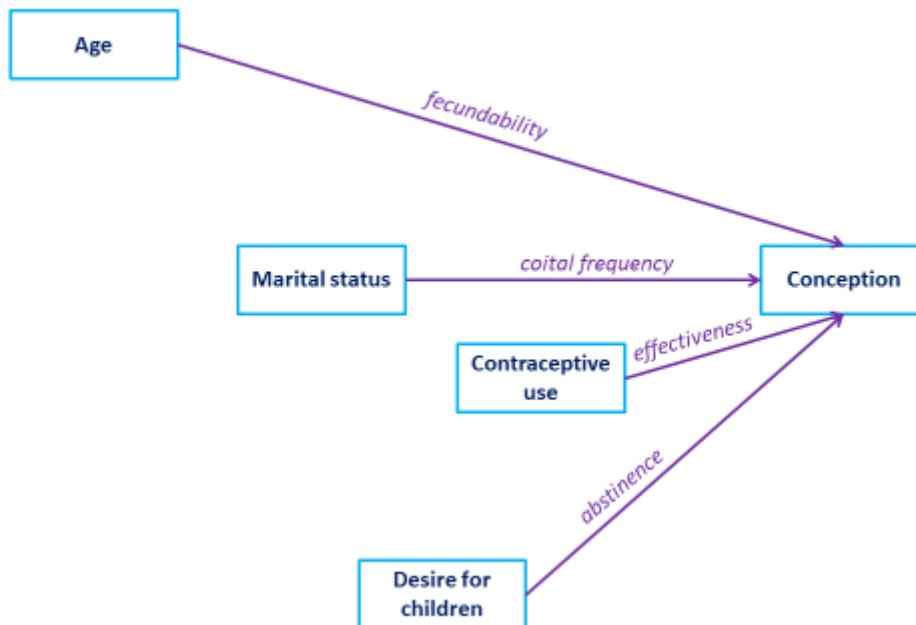 Age
fecundability
Marital status
coital frequency
Conception
effectiveness
Contraceptive
use
abstinence
Desire for
children